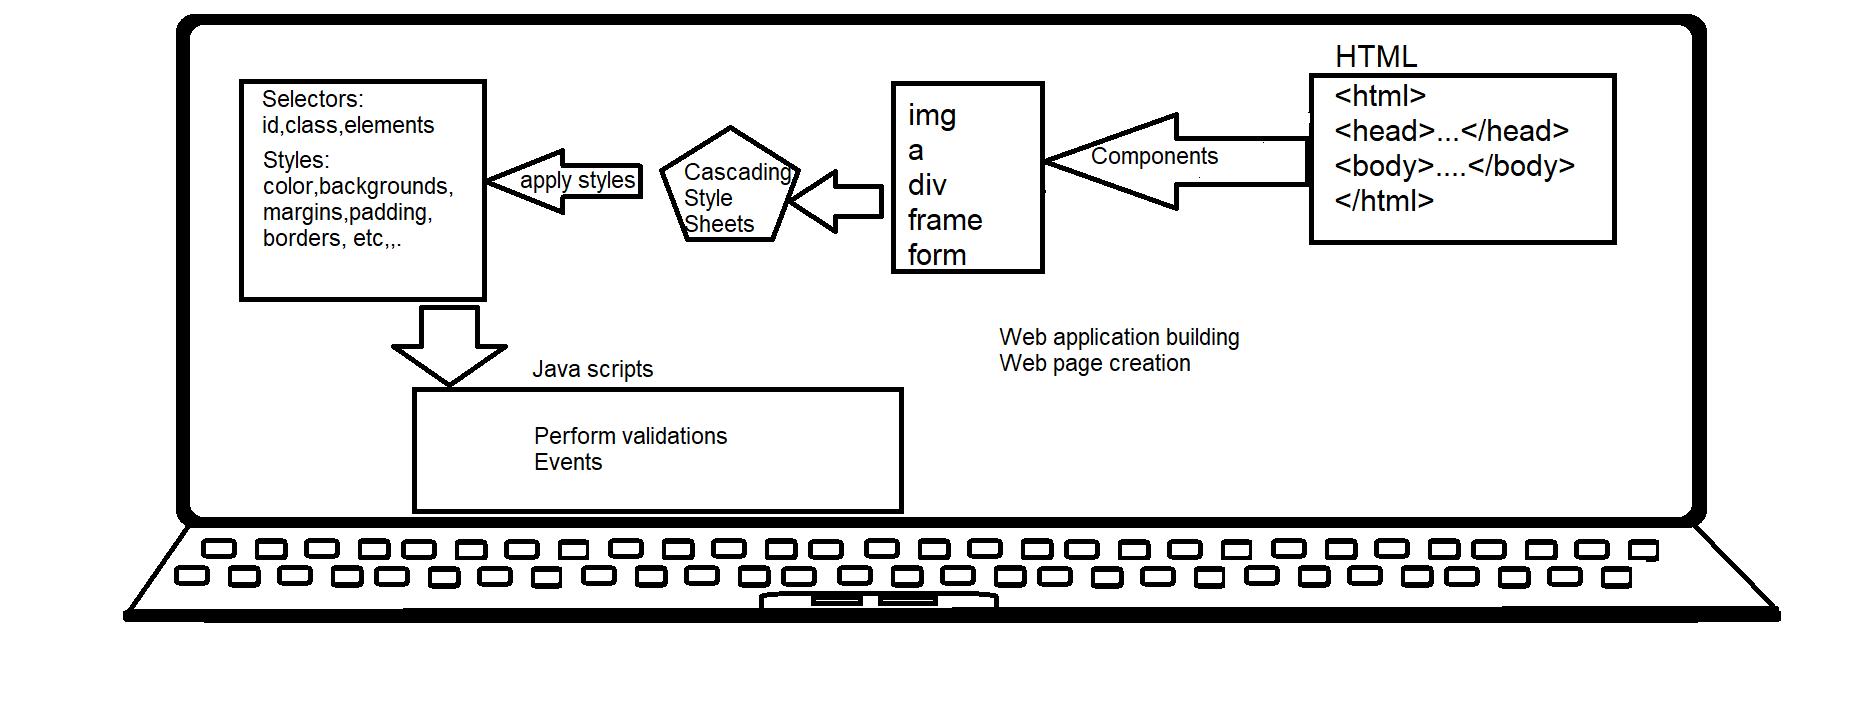 HTML
<html>
<head>...</head>
<body>....</body>
</html>
Components
img
a
div
frame
form
Cascading
Style
Sheets
apply styles
Selectors:
id,class,elements
Styles:
color,backgrounds,
margins,padding,
borders, etc,,.
Java scripts
Perform validations
Events
Web application building
Web page creation